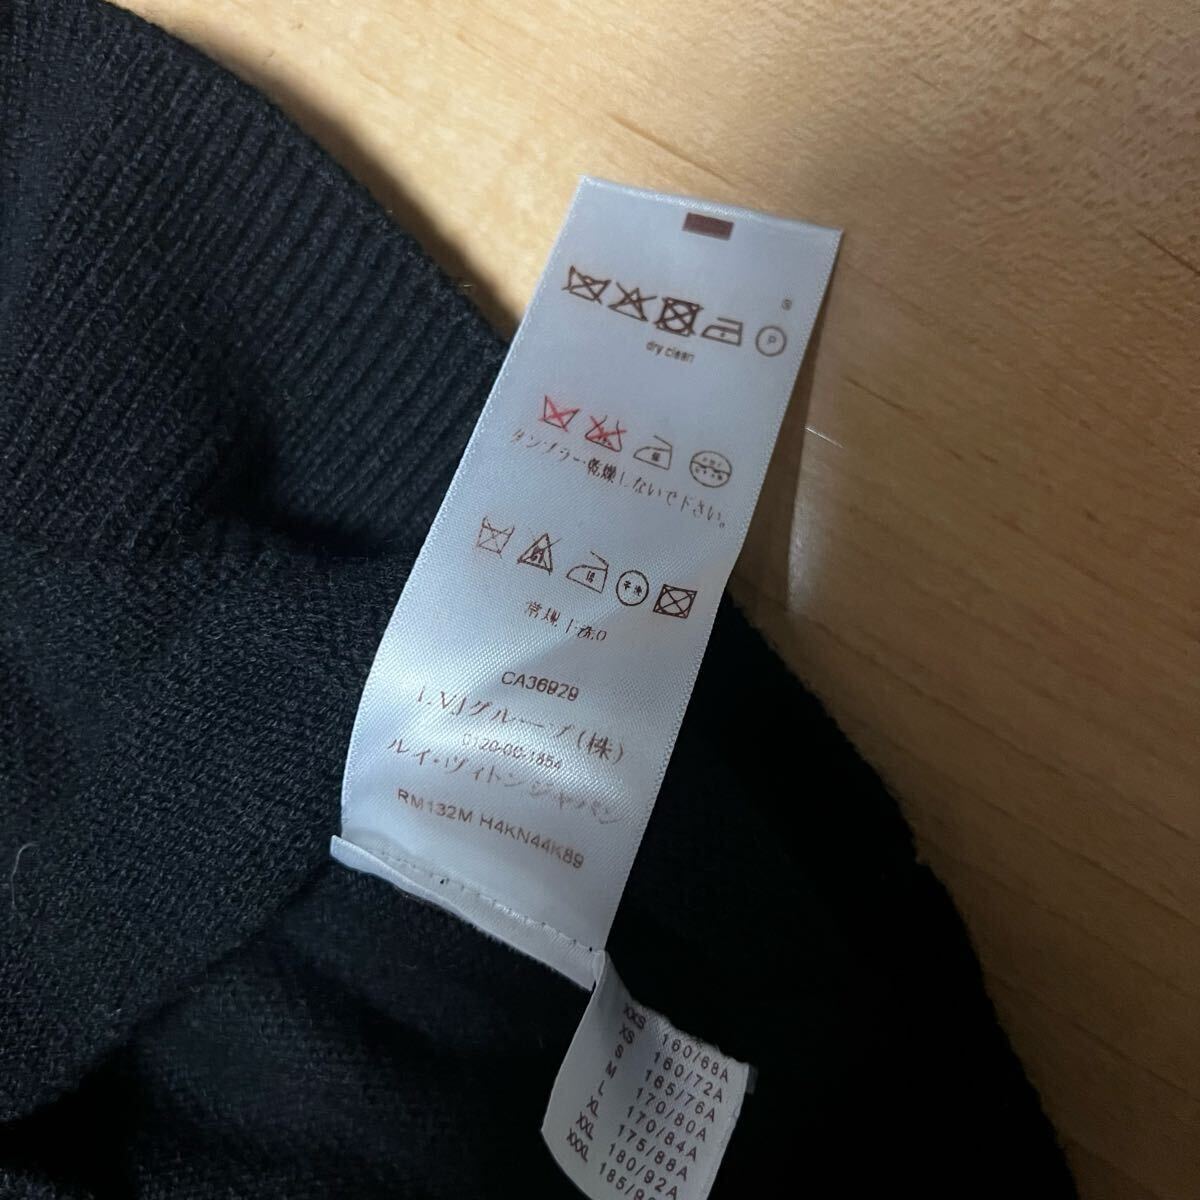 P
dry clean
タンブラー乾燥しないで下さい。
常規干洗
CA36929
LVJグループ(株)
0120-00-1854
ルイ・ヴィトンジャパン
RM132M H4KN44K89
XXS 160/68A
XS 160/72A
S 165/76A
M 170/80A
L 170/84A
XL 175/88A
XXL 180/92A
XXXL